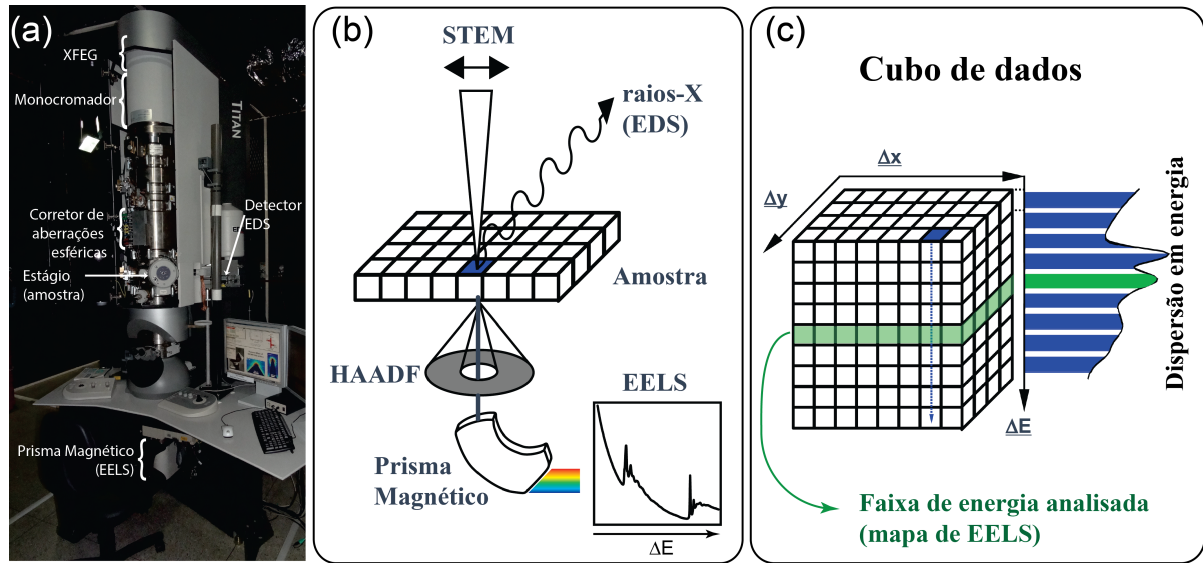 (a)
XFEG
Monocromador
TITAN
Corretor de
aberrações
esféricas
Detector
EDS
Estágio
(amostra)
Prisma Magnético
(EELS)
(b)
STEM
raios-X
(EDS)
Amostra
HAADF
EELS
Prisma
Magnético
ΔE
(c)
Cubo de dados
Δx
Δy
ΔE
Dispersão em energia
Faixa de energia analisada
(mapa de EELS)